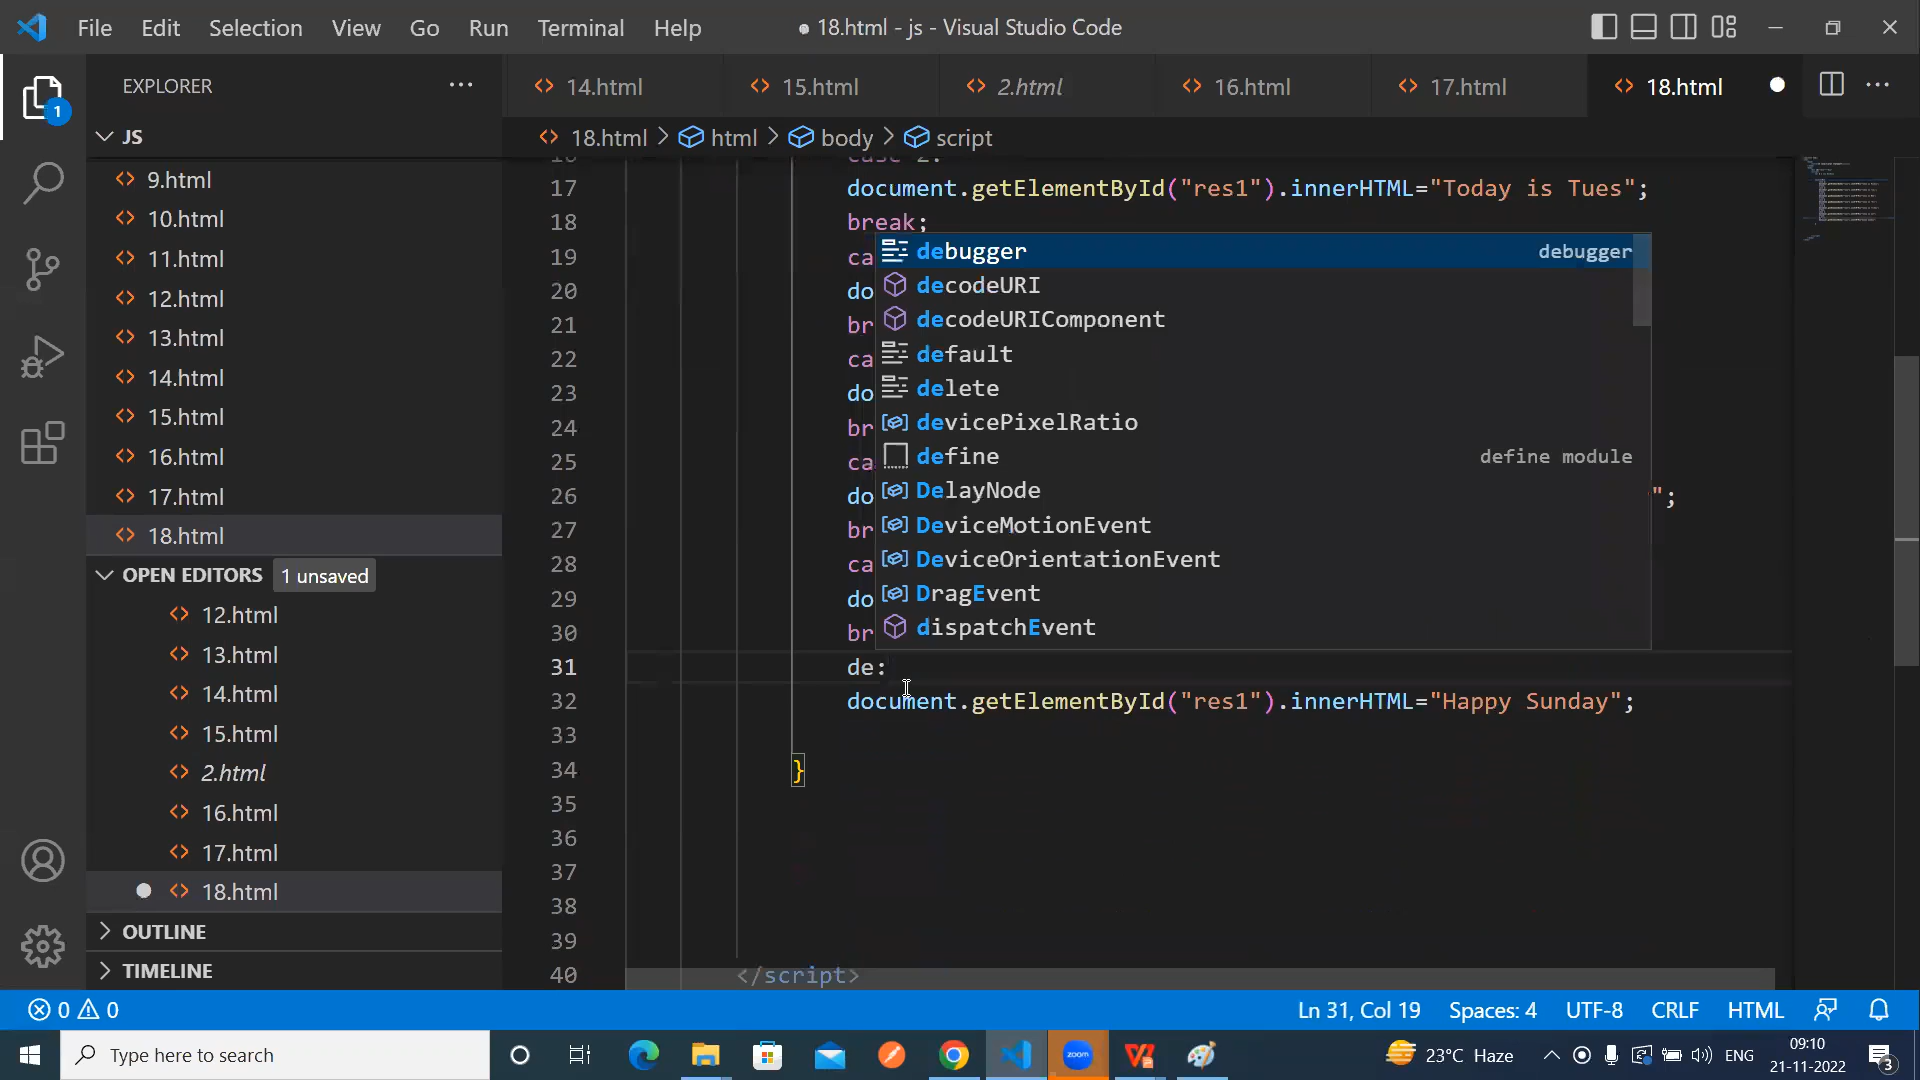 File Edit Selection View Go Run Terminal Help ● 18.html - js - Visual Studio Code
EXPLORER ...
14.html 15.html 2.html 16.html 17.html 18.html ...
JS
18.html > html > body > script
9.html
10.html
11.html
12.html
13.html
14.html
15.html
16.html
17.html
18.html
OPEN EDITORS 1 unsaved
12.html
13.html
14.html
15.html
2.html
16.html
17.html
18.html
OUTLINE
TIMELINE
1
16 case 2:
17 document.getElementById("res1").innerHTML="Today is Tues";
18 break;
19 ca
20 do
21 br
22 ca
23 do
24 br
25 ca
26 do ";
27 br
28 ca
29 do
30 br
31 de:
32 document.getElementById("res1").innerHTML="Happy Sunday";
33
34 }
35
36
37
38
39
40 </script>
debugger debugger
decodeURI
decodeURIComponent
default
delete
devicePixelRatio
define define module
DelayNode
DeviceMotionEvent
DeviceOrientationEvent
DragEvent
dispatchEvent
0 0 Ln 31, Col 19 Spaces: 4 UTF-8 CRLF HTML
Type here to search zoom 23°C Haze ENG 09:10
21-11-2022 3